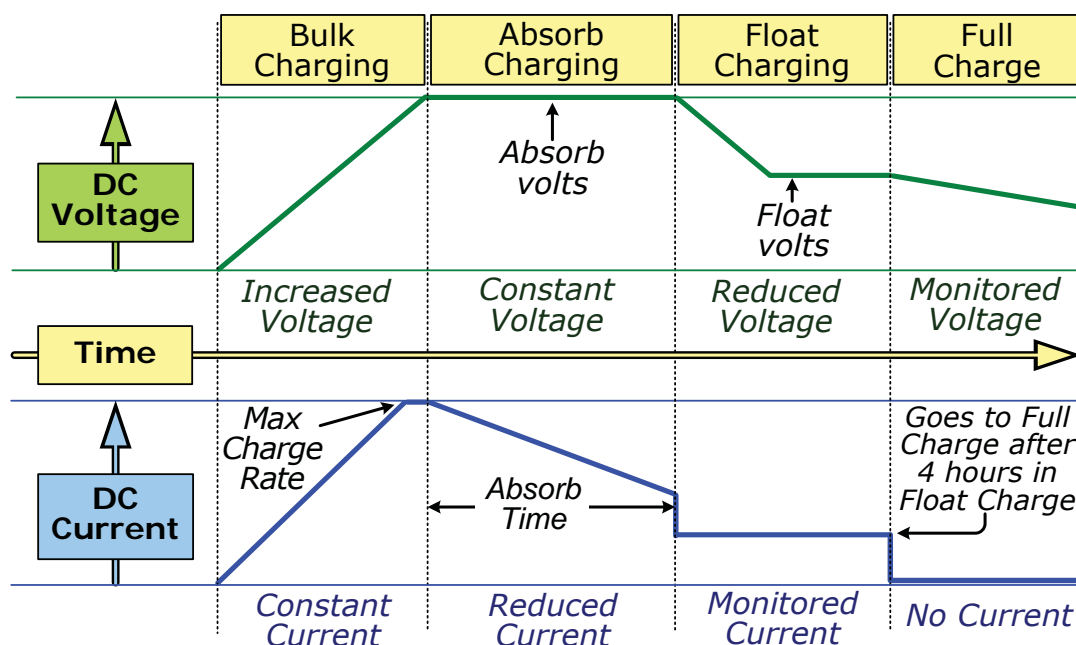 Bulk
Charging
Absorb
Charging
Float
Charging
Full
Charge
DC
Voltage
Absorb
volts
Float
volts
Increased
Voltage
Constant
Voltage
Reduced
Voltage
Monitored
Voltage
Time
DC
Current
Max
Charge
Rate
Absorb
Time
Goes to Full
Charge after
4 hours in
Float Charge
Constant
Current
Reduced
Current
Monitored
Current
No Current